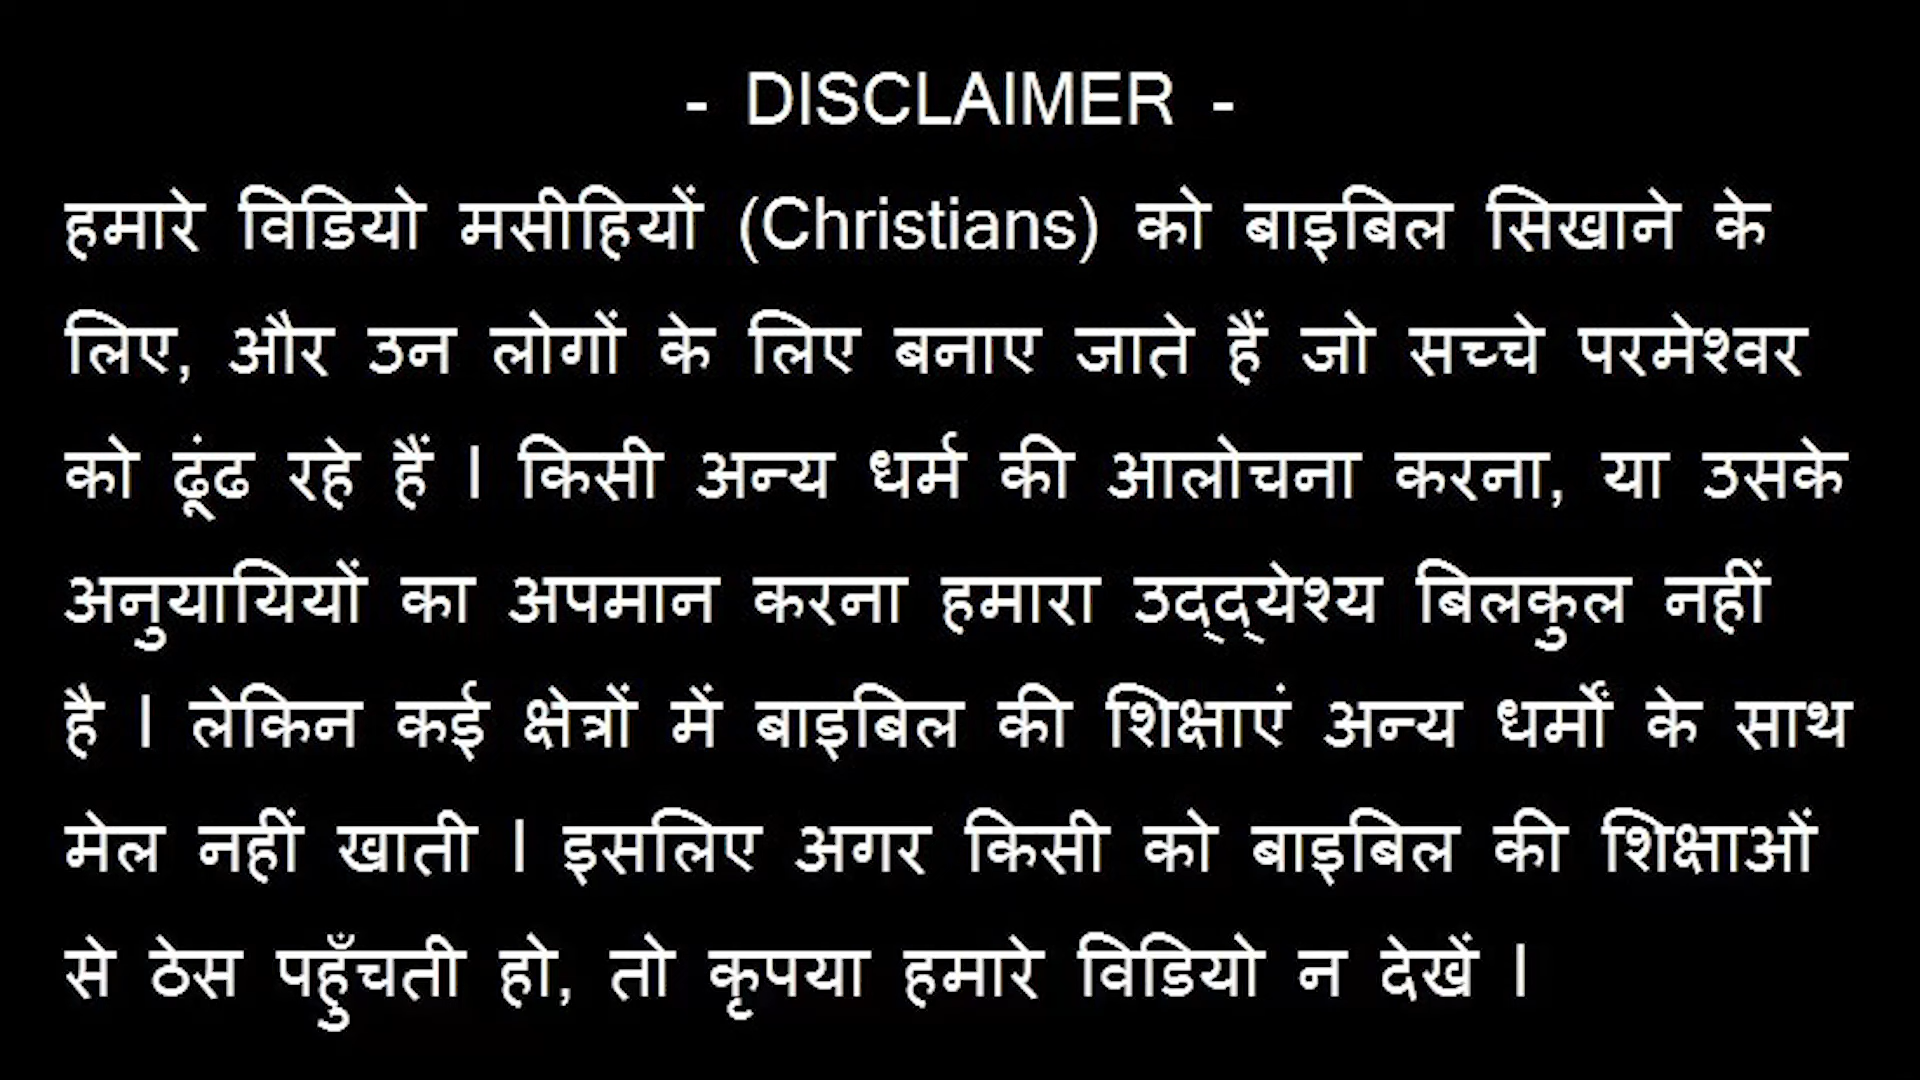 - DISCLAIMER -
हमारे विडियो मसीहियों (Christians) को बाइबिल सिखाने के
लिए, और उन लोगों के लिए बनाए जाते हैं जो सच्चे परमेश्वर
को ढूंढ रहे हैं । किसी अन्य धर्म की आलोचना करना, या उसके
अनुयायियों का अपमान करना हमारा उद्द्येश्य बिलकुल नहीं
है । लेकिन कई क्षेत्रों में बाइबिल की शिक्षाएं अन्य धर्मों के साथ
मेल नहीं खाती । इसलिए अगर किसी को बाइबिल की शिक्षाओं
से ठेस पहुँचती हो, तो कृपया हमारे विडियो न देखें ।